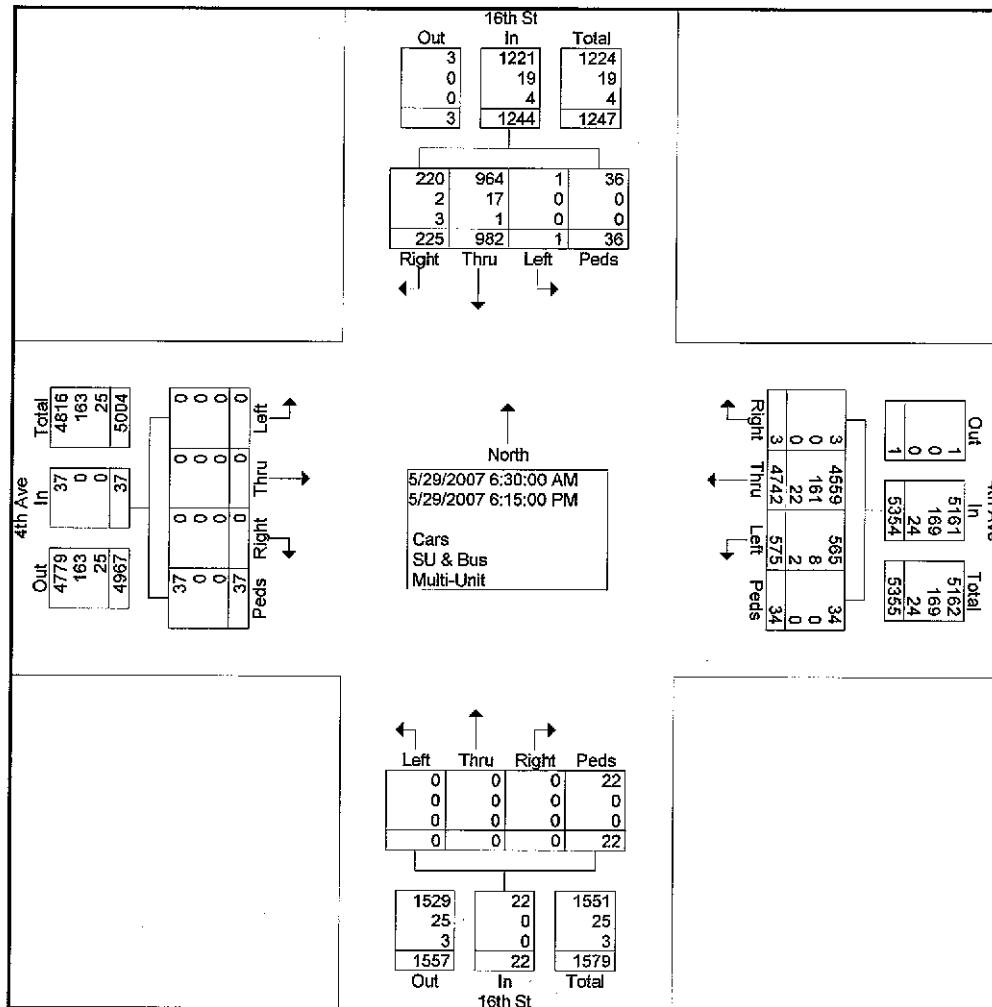 16th St
Out In Total
3 1221 1224
0 19 19
0 4 4
3 1244 1247
220 964 1 36
2 17 0 0
3 1 0 0
225 982 1 36
Right Thru Left Peds
4th Ave
Out In Total
4779 37 4816
163 0 163
25 0 25
4967 37 5004
37 0 0 0
0 0 0 0
0 0 0 0
37 0 0 0
Peds Right Thru Left
North
5/29/2007 6:30:00 AM
5/29/2007 6:15:00 PM
Cars
SU & Bus
Multi-Unit
4th Ave
Out In Total
1 5161 5162
0 169 169
0 24 24
1 5354 5355
3 4559 565 34
0 161 8 0
0 22 2 0
3 4742 575 34
Right Thru Left Peds
Left Thru Right Peds
0 0 0 22
0 0 0 0
0 0 0 0
0 0 0 22
1529 22 1551
25 0 25
3 0 3
1557 22 1579
Out In Total
16th St